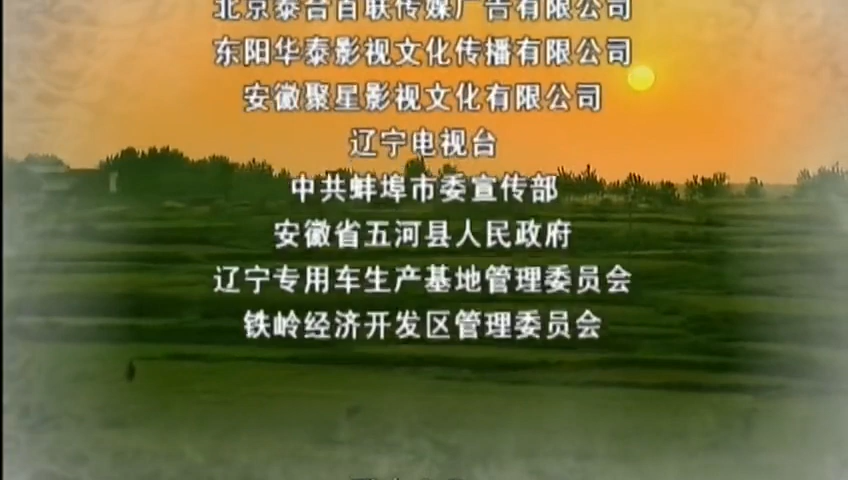 北京泰合百联传媒广告有限公司
东阳华泰影视文化传播有限公司
安徽聚星影视文化有限公司
辽宁电视台
中共蚌埠市委宣传部
安徽省五河县人民政府
辽宁专用车生产基地管理委员会
铁岭经济开发区管理委员会